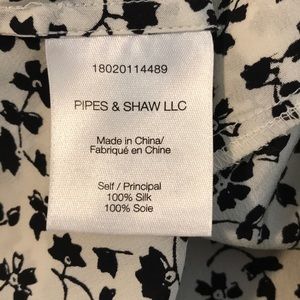 18020114489
PIPES & SHAW LLC
Made in China/
Fabriqué en Chine
Self / Principal
100% Silk
100% Soie